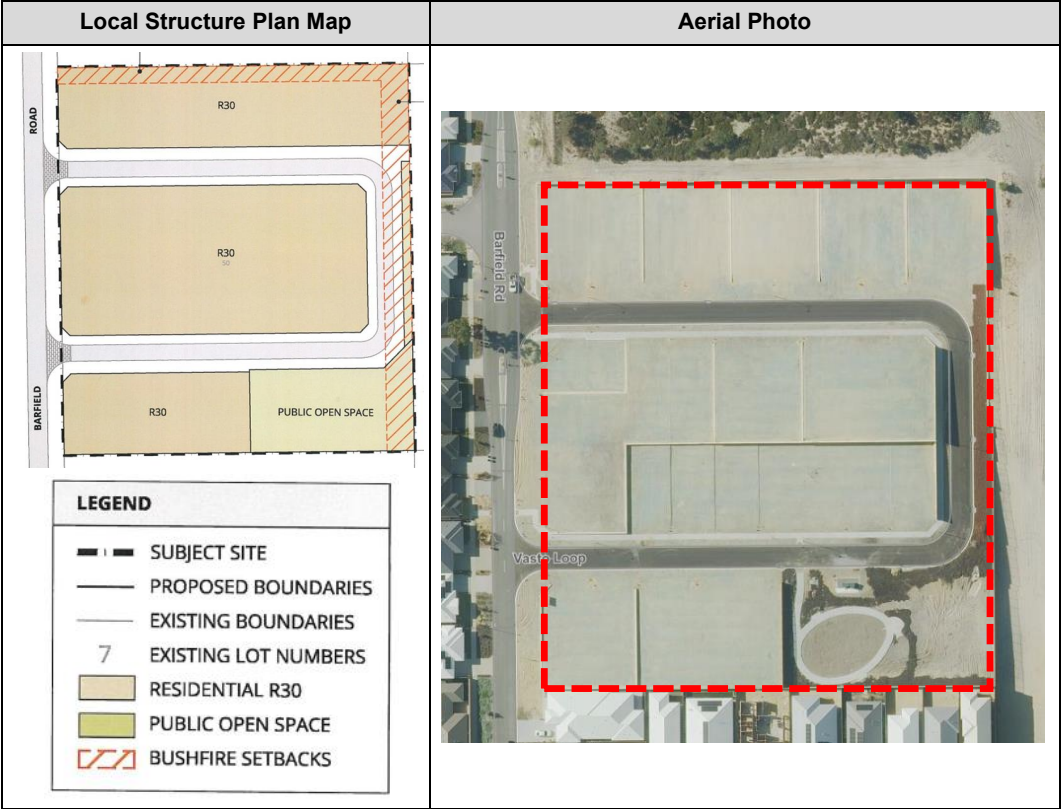 Local Structure Plan Map
Aerial Photo
R30
ROAD
R30
50
BARFIELD
R30
PUBLIC OPEN SPACE
LEGEND
SUBJECT SITE
PROPOSED BOUNDARIES
EXISTING BOUNDARIES
7 EXISTING LOT NUMBERS
RESIDENTIAL R30
PUBLIC OPEN SPACE
BUSHFIRE SETBACKS
Barfield Rd
Vasto Loop